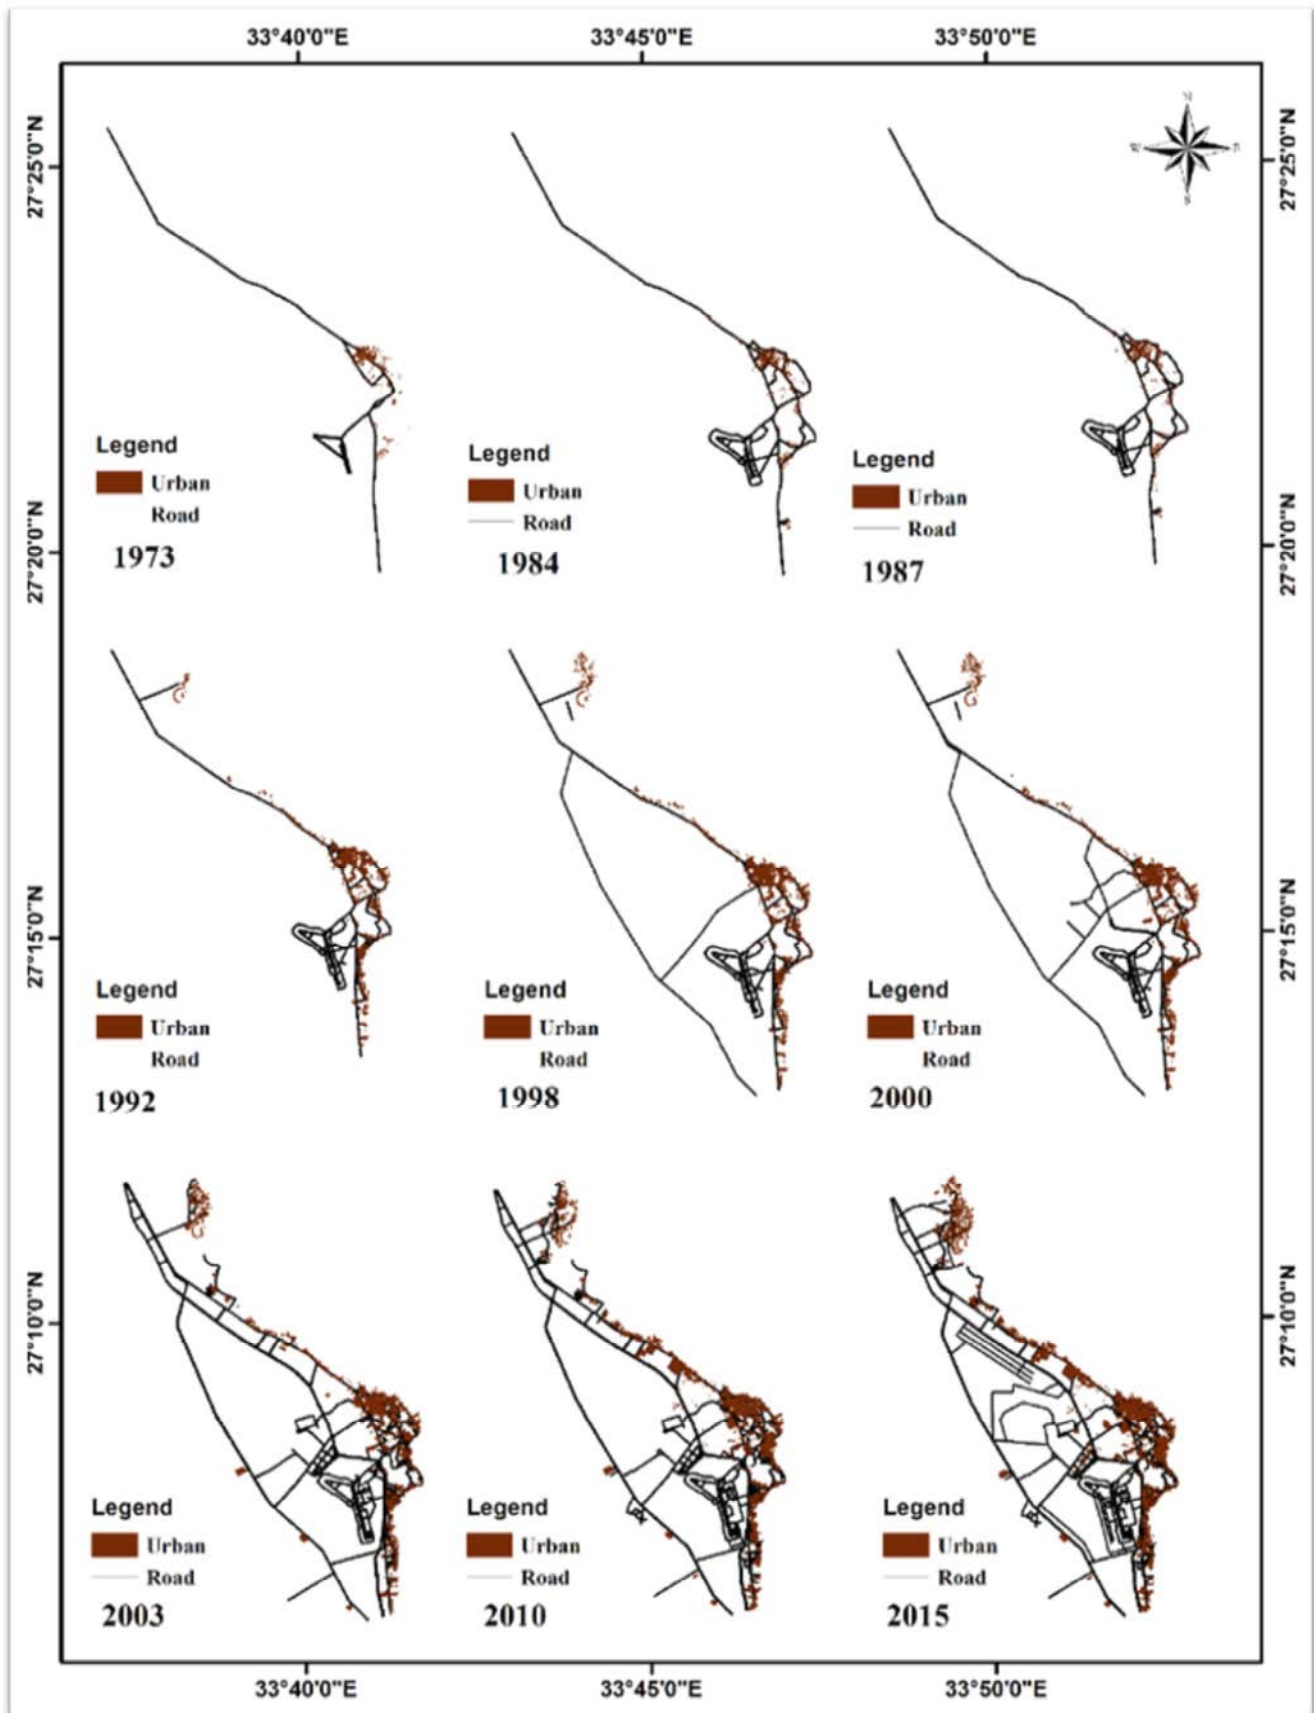 33°40'0"E 33°45'0"E 33°50'0"E
N
W E
S
27°25'0"N 27°25'0"N
Legend
Urban
Road
1973
Legend
Urban
Road
1984
Legend
Urban
Road
1987
27°20'0"N 27°20'0"N
Legend
Urban
Road
1992
Legend
Urban
Road
1998
Legend
Urban
Road
2000
27°15'0"N 27°15'0"N
Legend
Urban
Road
2003
Legend
Urban
Road
2010
Legend
Urban
Road
2015
27°10'0"N 27°10'0"N
33°40'0"E 33°45'0"E 33°50'0"E